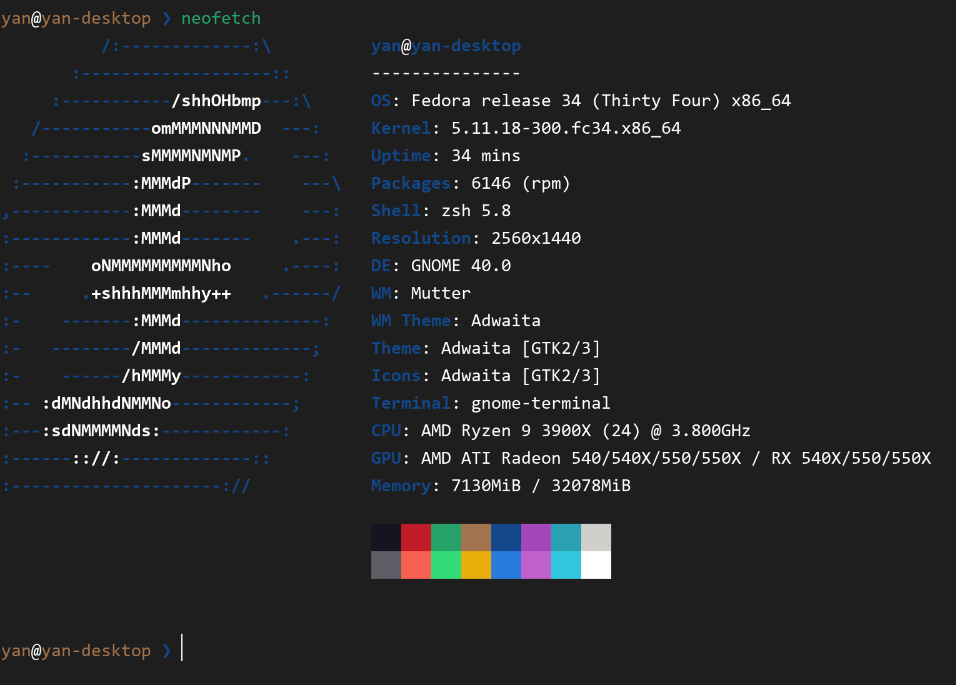 yan@yan-desktop ❯ neofetch
          /:-------------:\          yan@yan-desktop
       :-------------------::        ---------------
     :-----------/shhOHbmp---:\      OS: Fedora release 34 (Thirty Four) x86_64
   /-----------omMMMNNNMMD  ---:     Kernel: 5.11.18-300.fc34.x86_64
  :-----------sMMMMNMNMP.    ---:    Uptime: 34 mins
 :-----------:MMMdP-------    ---\   Packages: 6146 (rpm)
,------------:MMMd--------    ---:   Shell: zsh 5.8
:------------:MMMd-------    .---:   Resolution: 2560x1440
:----    oNMMMMMMMMMNho     .----:   DE: GNOME 40.0
:--     .+shhhMMMmhhy++   .------/   WM: Mutter
:-    -------:MMMd--------------:    WM Theme: Adwaita
:-   --------/MMMd-------------;     Theme: Adwaita [GTK2/3]
:-    ------/hMMMy------------:      Icons: Adwaita [GTK2/3]
:-- :dMNdhhdNMMNo------------;       Terminal: gnome-terminal
:---:sdNMMMMNds:------------:        CPU: AMD Ryzen 9 3900X (24) @ 3.800GHz
:------:://:-------------::          GPU: AMD ATI Radeon 540/540X/550/550X / RX 540X/550/550X
:---------------------://            Memory: 7130MiB / 32078MiB
yan@yan-desktop ❯